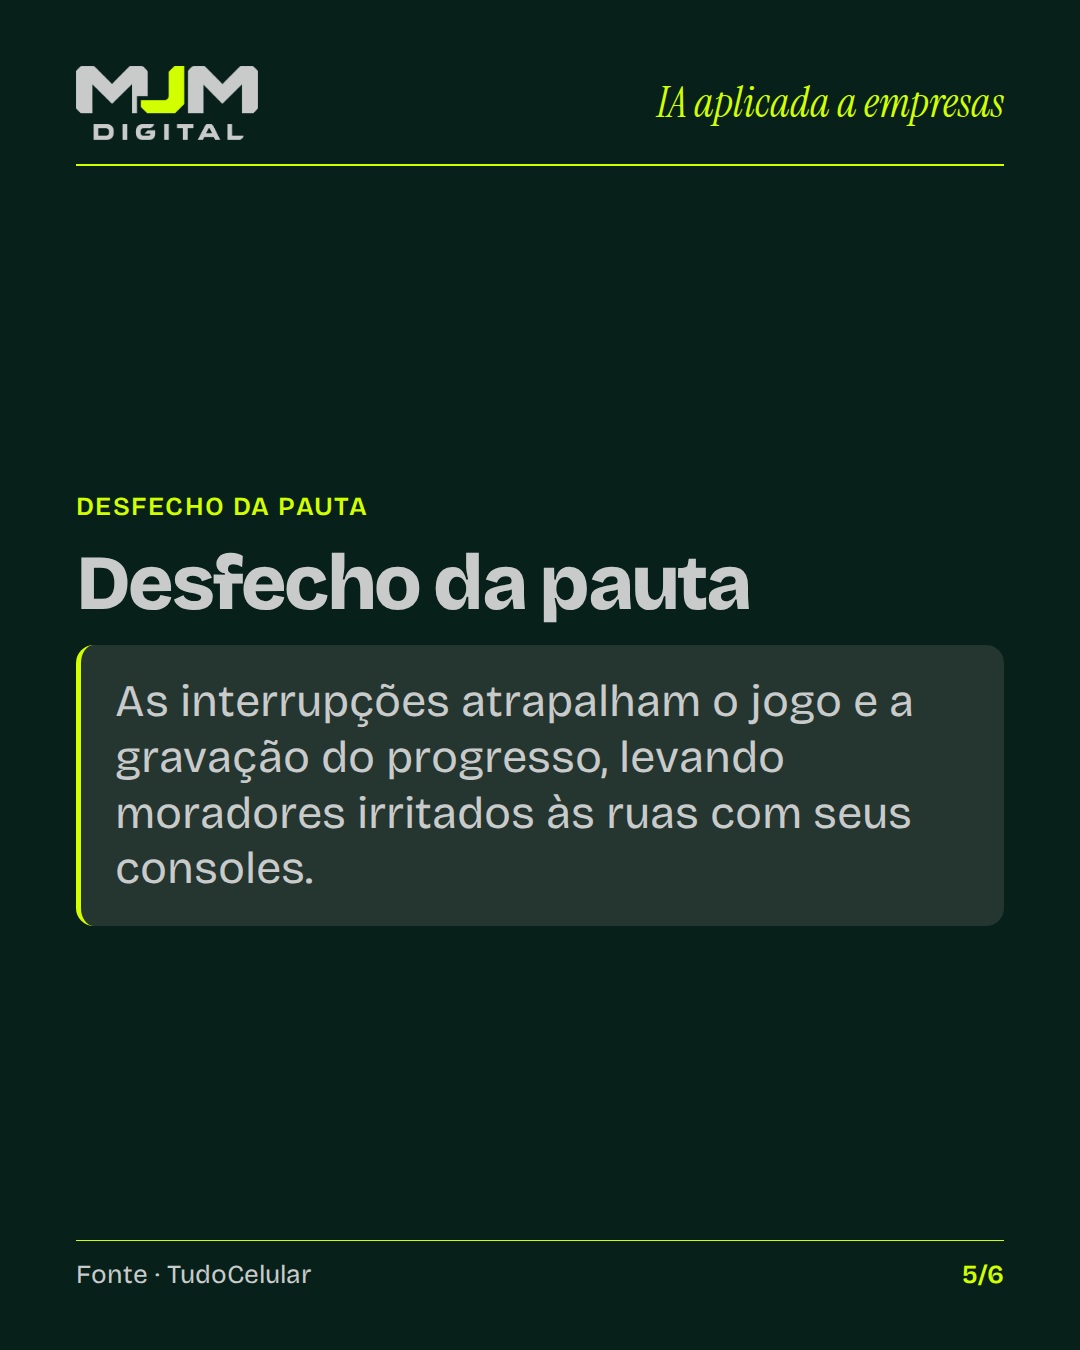 MJM
DIGITAL
IA aplicada a empresas
DESFECHO DA PAUTA
Desfecho da pauta
As interrupções atrapalham o jogo e a
gravação do progresso, levando
moradores irritados às ruas com seus
consoles.
Fonte · TudoCelular
5/6